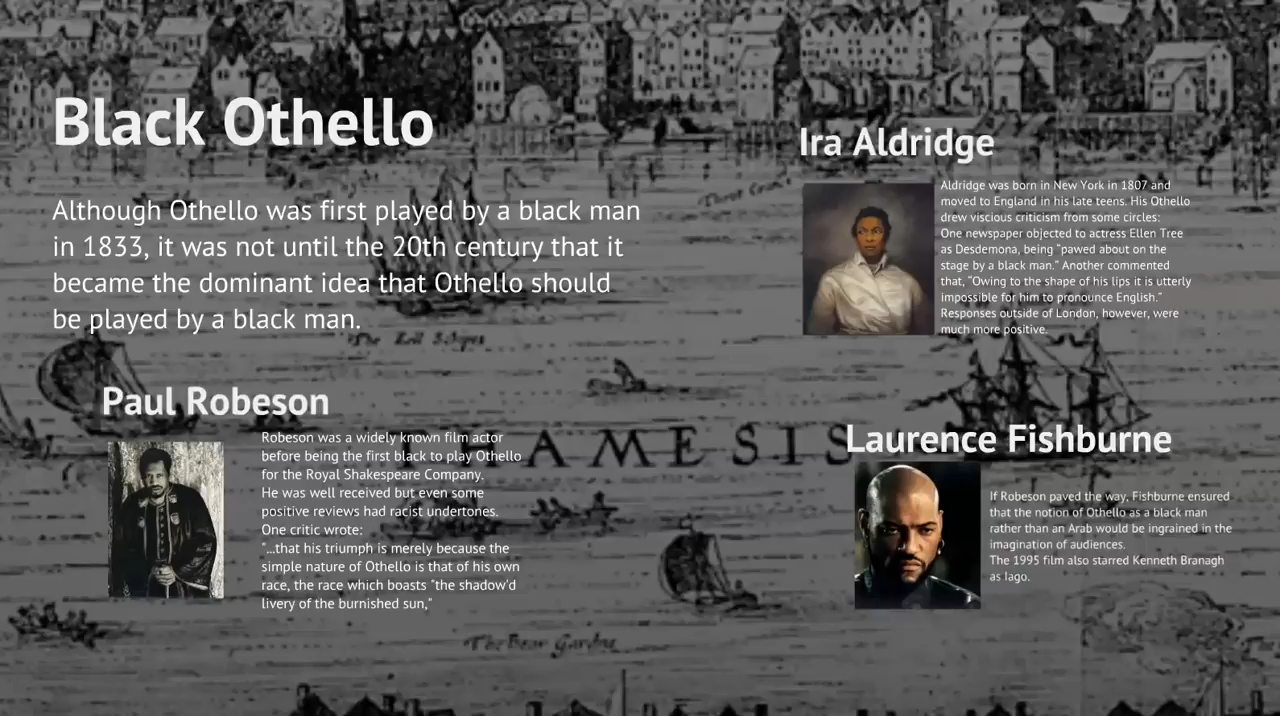 Black Othello
Although Othello was first played by a black man
in 1833, it was not until the 20th century that it
became the dominant idea that Othello should
be played by a black man.
Ira Aldridge
Aldridge was born in New York in 1807 and
moved to England in his late teens. His Othello
drew viscious criticism from some circles:
One newspaper objected to actress Ellen Tree
as Desdemona, being "pawed about on the
stage by a black man." Another commented
that, "Owing to the shape of his lips it is utterly
impossible for him to pronounce English."
Responses outside of London, however, were
much more positive.
Paul Robeson
Robeson was a widely known film actor
before being the first black to play Othello
for the Royal Shakespeare Company.
He was well received but even some
positive reviews had racist undertones.
One critic wrote:
"...that his triumph is merely because the
simple nature of Othello is that of his own
race, the race which boasts "the shadow'd
livery of the burnished sun,"
Laurence Fishburne
If Robeson paved the way, Fishburne ensured
that the notion of Othello as a black man
rather than an Arab would be ingrained in the
imagination of audiences.
The 1995 film also starred Kenneth Branagh
as Iago.
AMESIS
The Eell Schipes
The Bear Garden